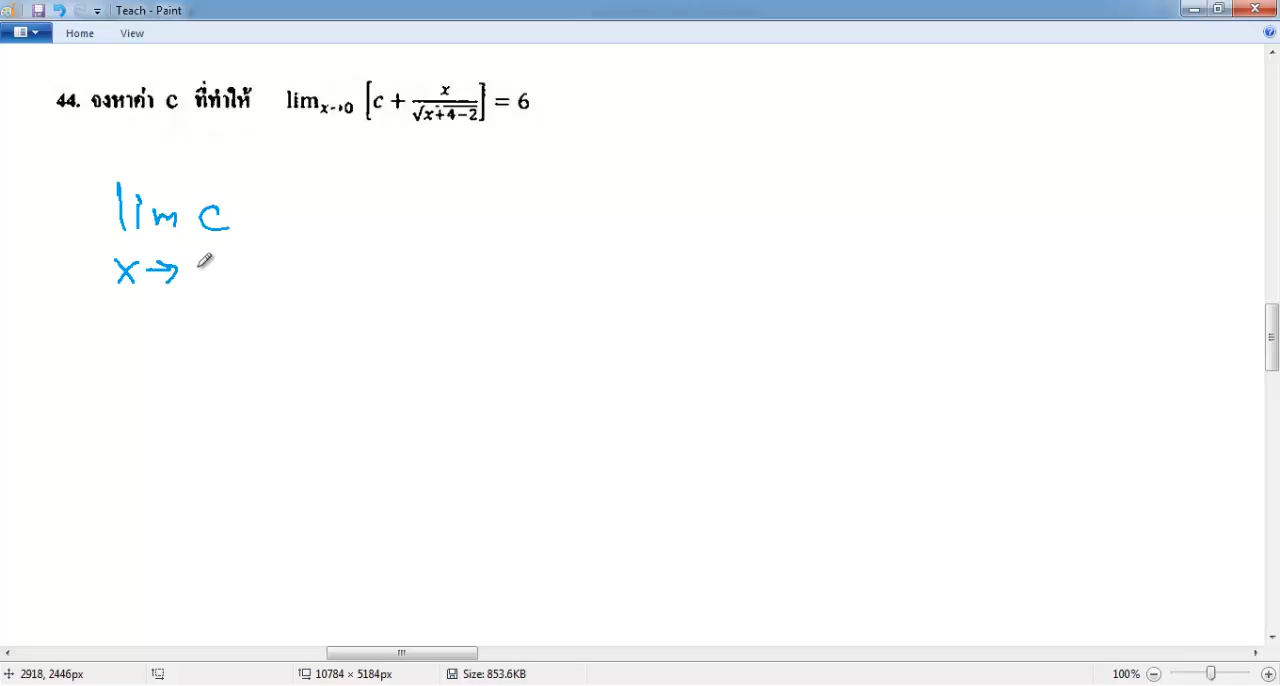 Teach - Paint
Home View
44. จงหาค่า c ที่ทำให้ lim_{x→0} [c + x/√(x+4-2)] = 6
lim c
x →
2918, 2446px 10784 × 5184px Size: 853.6KB 100%